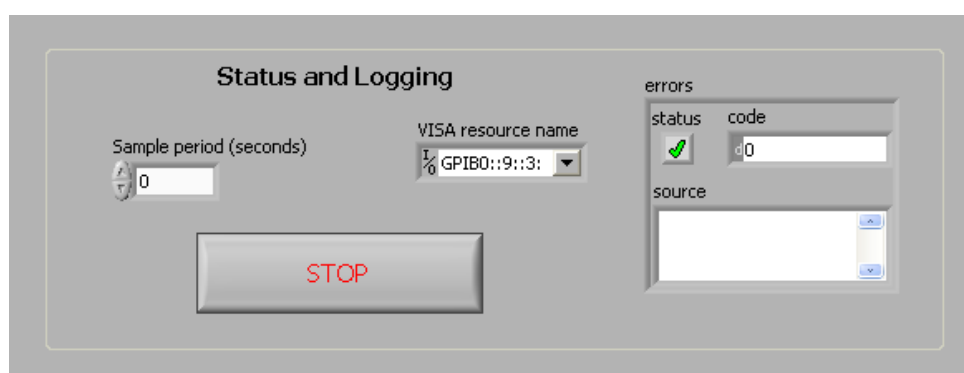 Status and Logging
errors
status code
Sample period (seconds)
VISA resource name
d 0
I/O GPIB0::9::3:
0
source
STOP